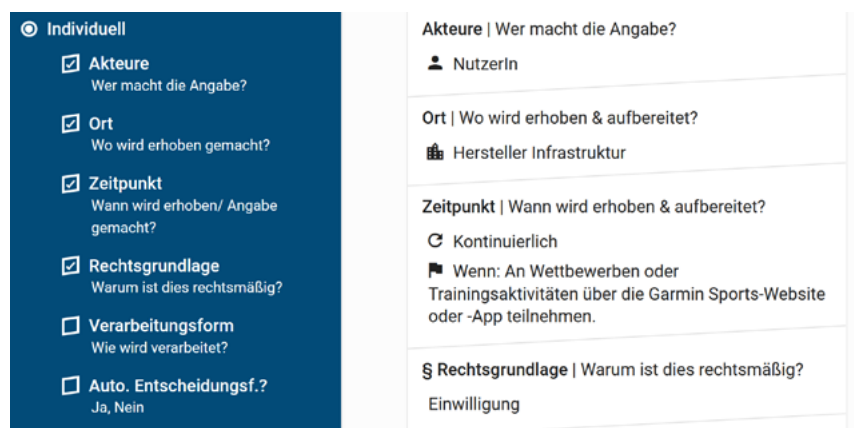 Individuell
Akteure
Wer macht die Angabe?
Ort
Wo wird erhoben gemacht?
Zeitpunkt
Wann wird erhoben/ Angabe
gemacht?
Rechtsgrundlage
Warum ist dies rechtsmäßig?
Verarbeitungsform
Wie wird verarbeitet?
Auto. Entscheidungsf.?
Ja, Nein
Akteure | Wer macht die Angabe?
NutzerIn
Ort | Wo wird erhoben & aufbereitet?
Hersteller Infrastruktur
Zeitpunkt | Wann wird erhoben & aufbereitet?
Kontinuierlich
Wenn: An Wettbewerben oder
Trainingsaktivitäten über die Garmin Sports-Website
oder -App teilnehmen.
§ Rechtsgrundlage | Warum ist dies rechtsmäßig?
Einwilligung